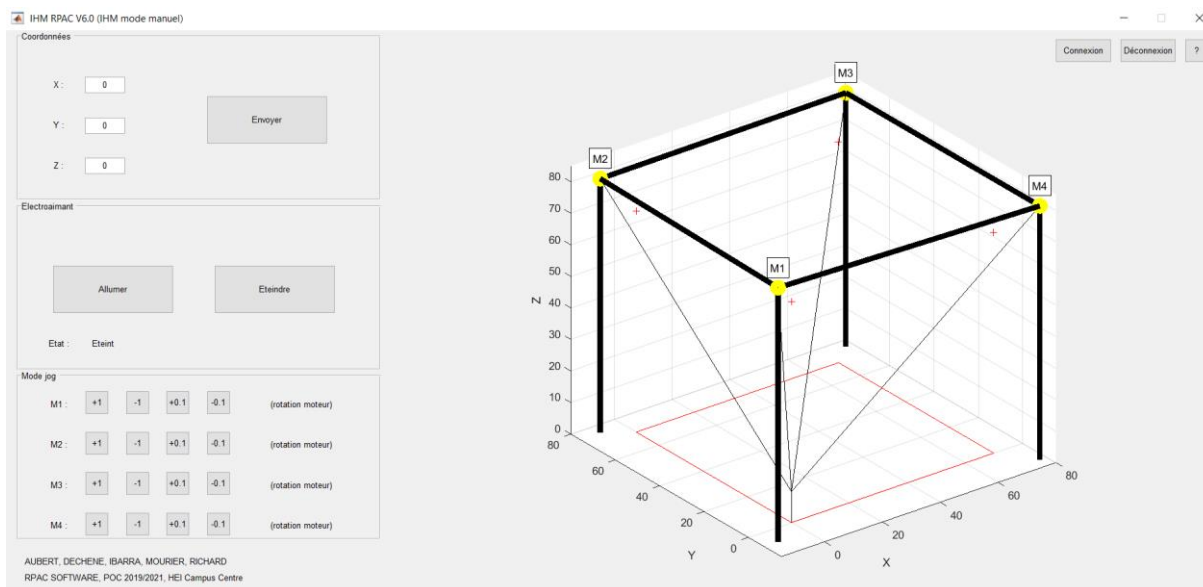 IHM RPAC V6.0 (IHM mode manuel)
Connexion
Déconnexion
?
Coordonnées
X : 0
Y : 0
Z : 0
Envoyer
Electroaimant
Allumer
Eteindre
Etat : Eteint
Mode jog
M1 : +1 -1 +0.1 -0.1 (rotation moteur)
M2 : +1 -1 +0.1 -0.1 (rotation moteur)
M3 : +1 -1 +0.1 -0.1 (rotation moteur)
M4 : +1 -1 +0.1 -0.1 (rotation moteur)
AUBERT, DECHENE, IBARRA, MOURIER, RICHARD
RPAC SOFTWARE, POC 2019/2021, HEI Campus Centre
M3
M2
M4
M1
Z
80
70
60
50
40
30
20
10
0
80
60
40
20
0
Y
0
20
40
60
80
X